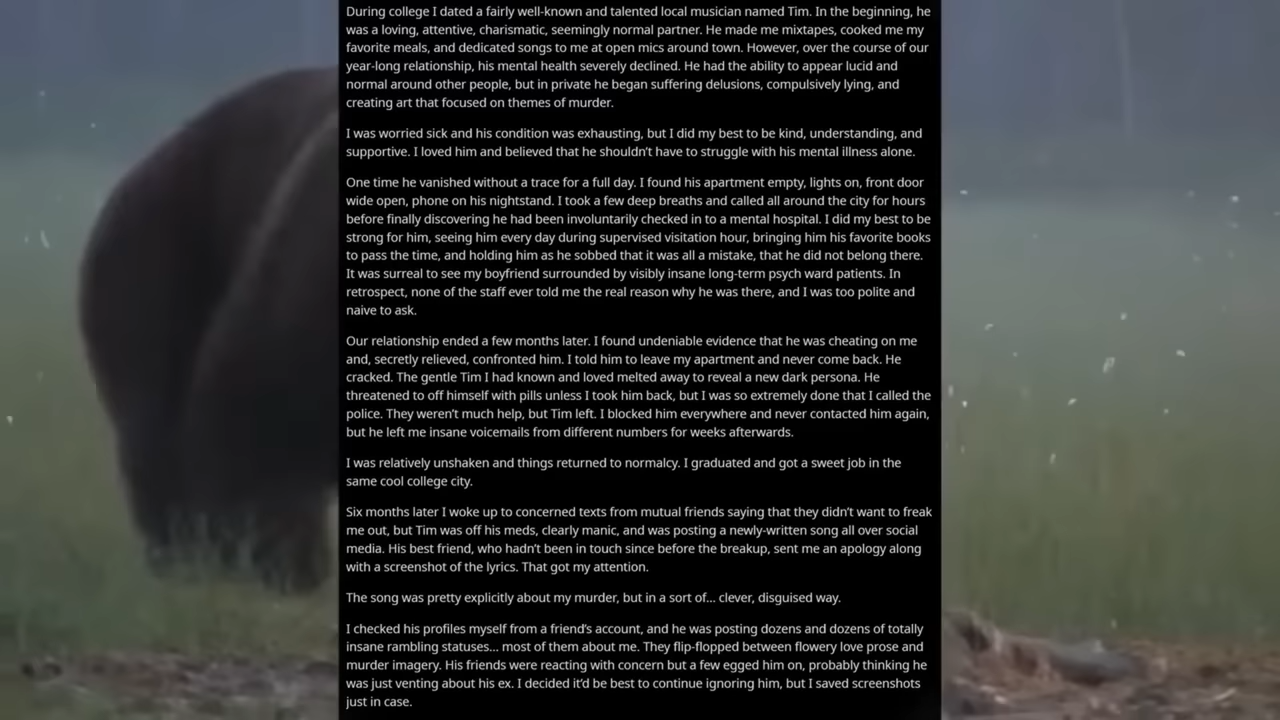 During college I dated a fairly well-known and talented local musician named Tim. In the beginning, he
was a loving, attentive, charismatic, seemingly normal partner. He made me mixtapes, cooked me my
favorite meals, and dedicated songs to me at open mics around town. However, over the course of our
year-long relationship, his mental health severely declined. He had the ability to appear lucid and
normal around other people, but in private he began suffering delusions, compulsively lying, and
creating art that focused on themes of murder.
I was worried sick and his condition was exhausting, but I did my best to be kind, understanding, and
supportive. I loved him and believed that he shouldn't have to struggle with his mental illness alone.
One time he vanished without a trace for a full day. I found his apartment empty, lights on, front door
wide open, phone on his nightstand. I took a few deep breaths and called all around the city for hours
before finally discovering he had been involuntarily checked in to a mental hospital. I did my best to be
strong for him, seeing him every day during supervised visitation hour, bringing him his favorite books
to pass the time, and holding him as he sobbed that it was all a mistake, that he did not belong there.
It was surreal to see my boyfriend surrounded by visibly insane long-term psych ward patients. In
retrospect, none of the staff ever told me the real reason why he was there, and I was too polite and
naive to ask.
Our relationship ended a few months later. I found undeniable evidence that he was cheating on me
and, secretly relieved, confronted him. I told him to leave my apartment and never come back. He
cracked. The gentle Tim I had known and loved melted away to reveal a new dark persona. He
threatened to off himself with pills unless I took him back, but I was so extremely done that I called the
police. They weren't much help, but Tim left. I blocked him everywhere and never contacted him again,
but he left me insane voicemails from different numbers for weeks afterwards.
I was relatively unshaken and things returned to normalcy. I graduated and got a sweet job in the
same cool college city.
Six months later I woke up to concerned texts from mutual friends saying that they didn't want to freak
me out, but Tim was off his meds, clearly manic, and was posting a newly-written song all over social
media. His best friend, who hadn't been in touch since before the breakup, sent me an apology along
with a screenshot of the lyrics. That got my attention.
The song was pretty explicitly about my murder, but in a sort of... clever, disguised way.
I checked his profiles myself from a friend's account, and he was posting dozens and dozens of totally
insane rambling statuses... most of them about me. They flip-flopped between flowery love prose and
murder imagery. His friends were reacting with concern but a few egged him on, probably thinking he
was just venting about his ex. I decided it'd be best to continue ignoring him, but I saved screenshots
just in case.